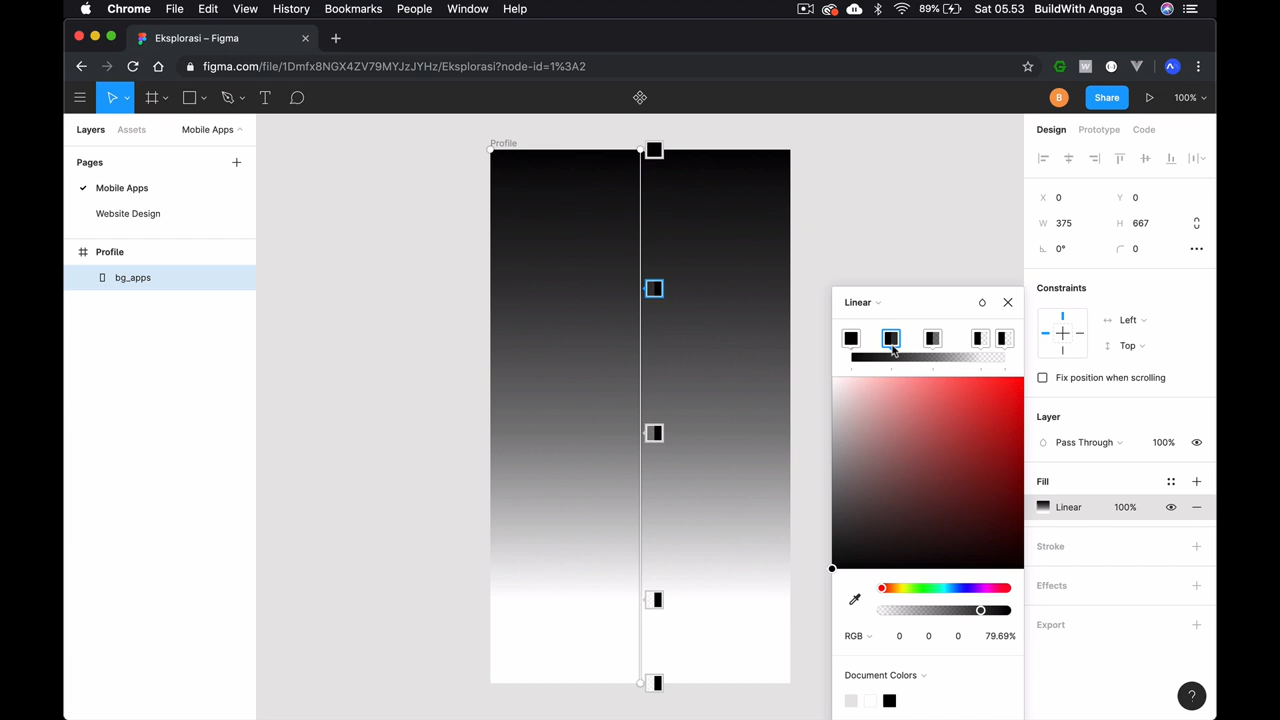 Chrome File Edit View History Bookmarks People Window Help 89% Sat 05.53 BuildWith Angga
Eksplorasi – Figma
figma.com/file/1Dmfx8NGX4ZV79MYJzJYHz/Eksplorasi?node-id=1%3A2
B Share 100%
Layers Assets Mobile Apps
Pages
Mobile Apps
Website Design
Profile
bg_apps
Profile
Linear
RGB 0 0 0 79.69%
Document Colors
Design Prototype Code
X 0 Y 0
W 375 H 667
0° 0
Constraints
Left
Top
Fix position when scrolling
Layer
Pass Through 100%
Fill
Linear 100%
Stroke
Effects
Export
?